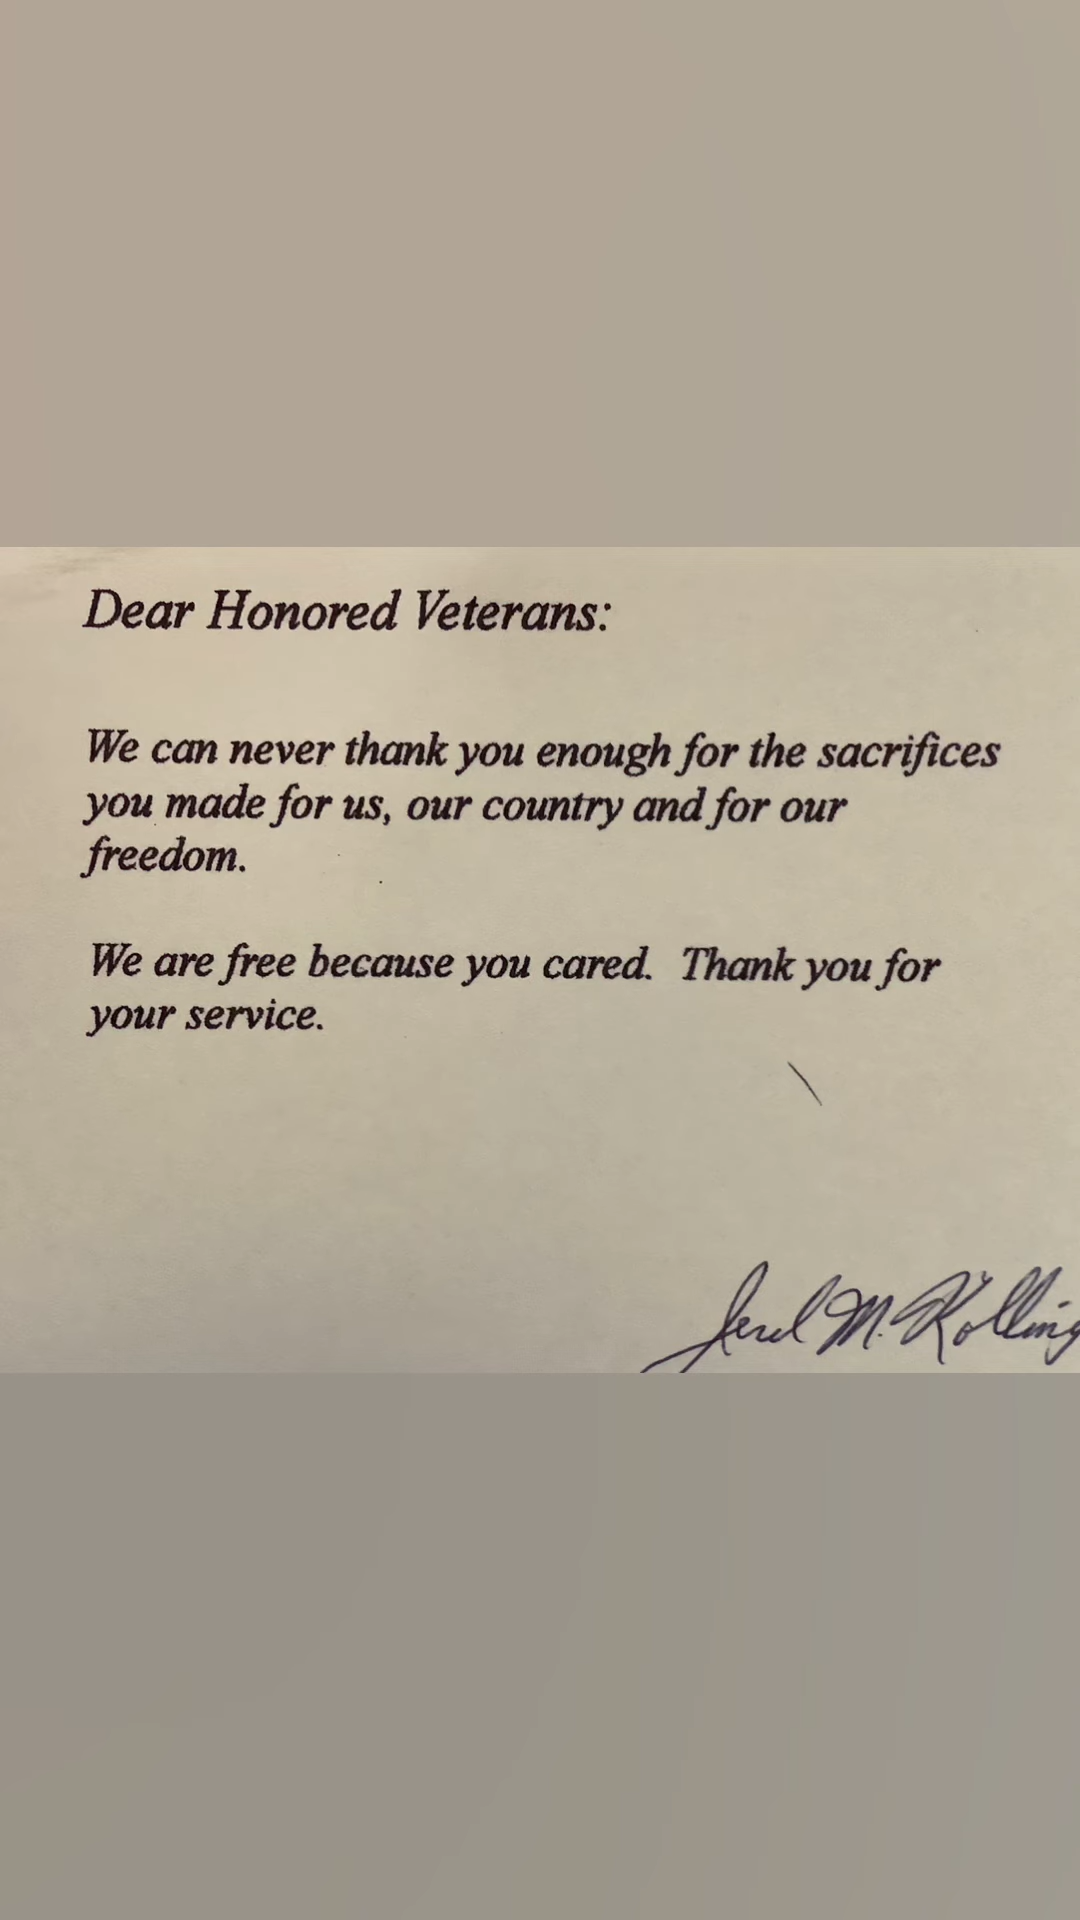 Dear Honored Veterans:
We can never thank you enough for the sacrifices
you made for us, our country and for our
freedom.
We are free because you cared.  Thank you for
your service.
M. Kolling